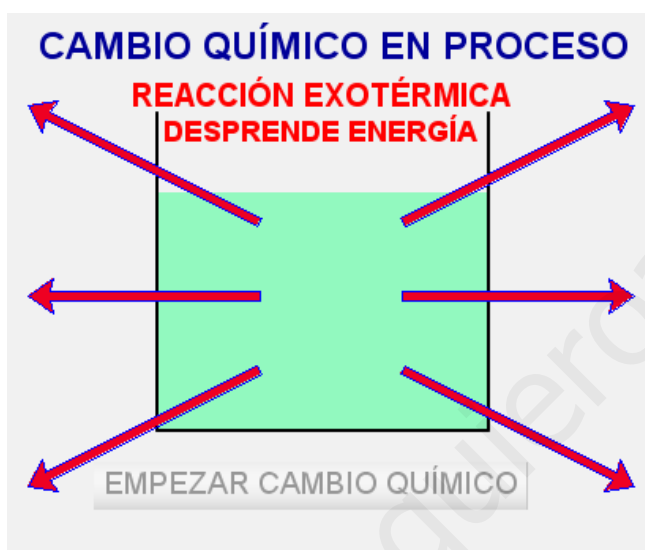 CAMBIO QUÍMICO EN PROCESO
REACCIÓN EXOTÉRMICA
DESPRENDE ENERGÍA
EMPEZAR CAMBIO QUÍMICO